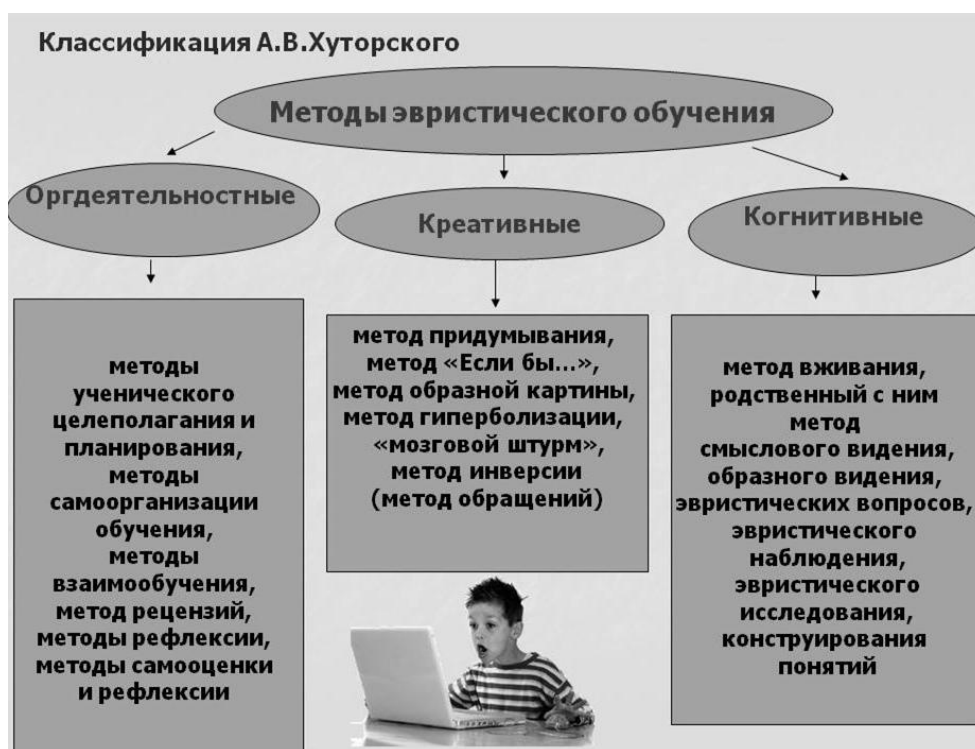 Классификация А.В.Хуторского
Методы эвристического обучения
Оргдеятельностные
Креативные
Когнитивные
методы
ученического
целеполагания и
планирования,
методы
самоорганизации
обучения,
методы
взаимообучения,
метод рецензий,
методы рефлексии,
методы самооценки
и рефлексии
метод придумывания,
метод «Если бы...»,
метод образной картины,
метод гиперболизации,
«мозговой штурм»,
метод инверсии
(метод обращений)
метод вживания,
родственный с ним
метод
смыслового видения,
образного видения,
эвристических вопросов,
эвристического
наблюдения,
эвристического
исследования,
конструирования
понятий